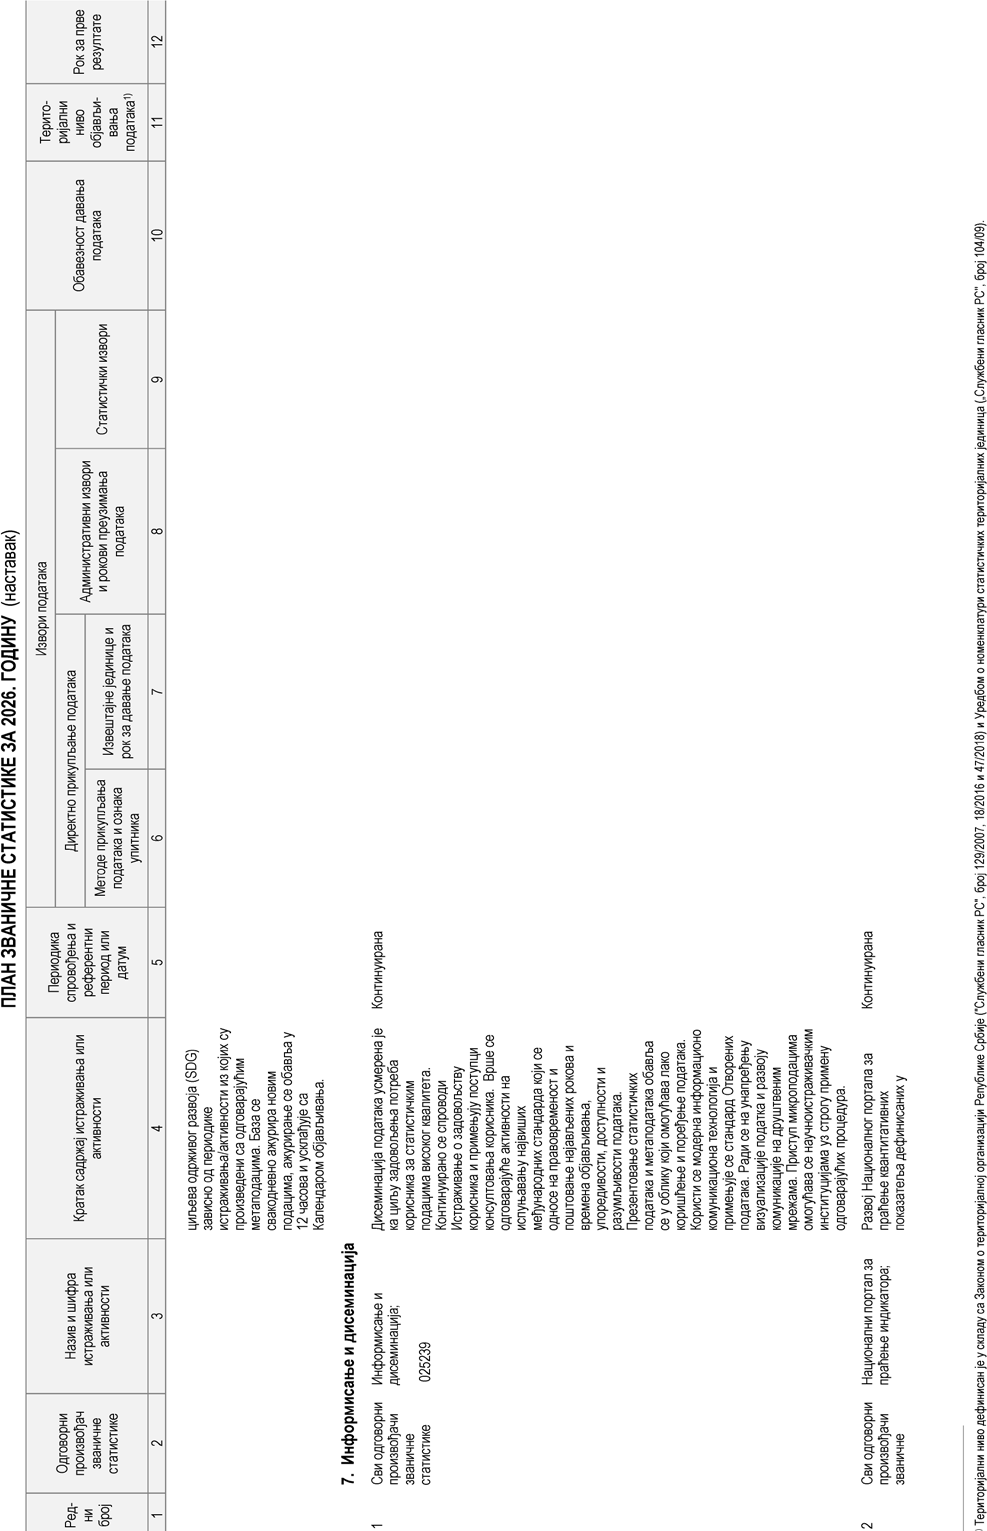 ПЛАН ЗВАНИЧНЕ СТАТИСТИКЕ ЗА 2026. ГОДИНУ (наставак)
Ред-
ни
број
Одговорни
произвођач
званичне
статистике
Назив и шифра
истраживања или
активности
Кратак садржај истраживања или
активности
Периодика
спровођења и
референтни
период или
датум
Извори података
Директно прикупљање података
Методе прикупљања
података и ознака
упитника
Извештајне јединице и
рок за давање података
Административни извори
и рокови преузимања
података
Статистички извори
Обавезност давања
података
Терито-
ријални
ниво
објављи-
вања
података¹⁾
Рок за прве
резултате
1 2 3 4 5 6 7 8 9 10 11 12
циљева одрживог развоја (SDG)
зависно од периодике
истраживања/активности из којих су
произведени са одговарајућим
метаподацима. База се
свакодневно ажурира новим
подацима, ажурирање се обавља у
12 часова и усклађује са
Календаром објављивања.
7. Информисање и дисеминација
1
Сви одговорни
произвођачи
званичне
статистике
Информисање и
дисеминација;
025239
Дисеминација података усмерена је
ка циљу задовољења потреба
корисника за статистичким
подацима високог квалитета.
Континуирано се спроводи
Истраживање о задовољству
корисника и примењују поступци
консултовања корисника. Врше се
одговарајуће активности на
испуњавању највиших
међународних стандарда који се
односе на правовременост и
поштовање најављених рокова и
времена објављивања,
упоредивости, доступности и
разумљивости података.
Презентовање статистичких
података и метаподатака обавља
се у облику који омогућава лако
коришћење и поређење података.
Користи се модерна информационо
комуникациона технологија и
примењује се стандард Отворених
података. Ради се на унапређењу
визуализације податка и развоју
комуникације на друштвеним
мрежама. Приступ микроподацима
омогућава се научноистраживачким
институцијама уз строгу примену
одговарајућих процедура.
Континуирана
2
Сви одговорни
произвођачи
званичне
Национални портал за
праћење индикатора;
Развој Националног портала за
праћење квантитативних
показатеља дефинисаних у
Континуирана
⁾ Територијални ниво дефинисан је у складу са Законом о територијалној организацији Републике Србије ("Службени гласник РС", број 129/2007, 18/2016 и 47/2018) и Уредбом о номенклатури статистичких територијалних јединица („Службени гласник РС", број 104/09).